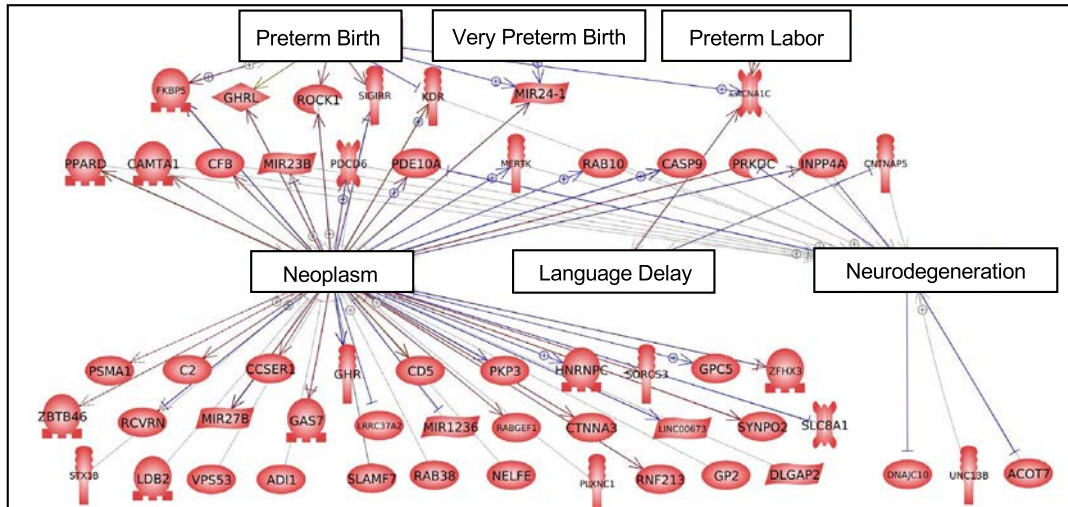 Preterm Birth
Very Preterm Birth
Preterm Labor
FKBP5
GHRL
ROCK1
SIGIRR
KOR
MIR24-1
CACNA1C
PPARD
CAMTA1
CFB
MIR23B
PDCD6
PDE10A
MERTK
RAB10
CASP9
PRKDC
INPP4A
CNTNAP5
Neoplasm
Language Delay
Neurodegeneration
PSMA1
C2
CCSER1
GHR
CD5
PKP3
HNRNPC
SORCS3
GPC5
ZFHX3
ZBTB46
RCVRN
MIR27B
GAS7
LRRC37A2
MIR1236
RABGEF1
CTNNA3
LINC00673
SYNPO2
SLC8A1
STX1B
LDB2
VPS53
ADI1
SLAMF7
RAB38
NELFE
PLXNC1
RNF213
GP2
DLGAP2
DNAJC10
UNC13B
ACOT7